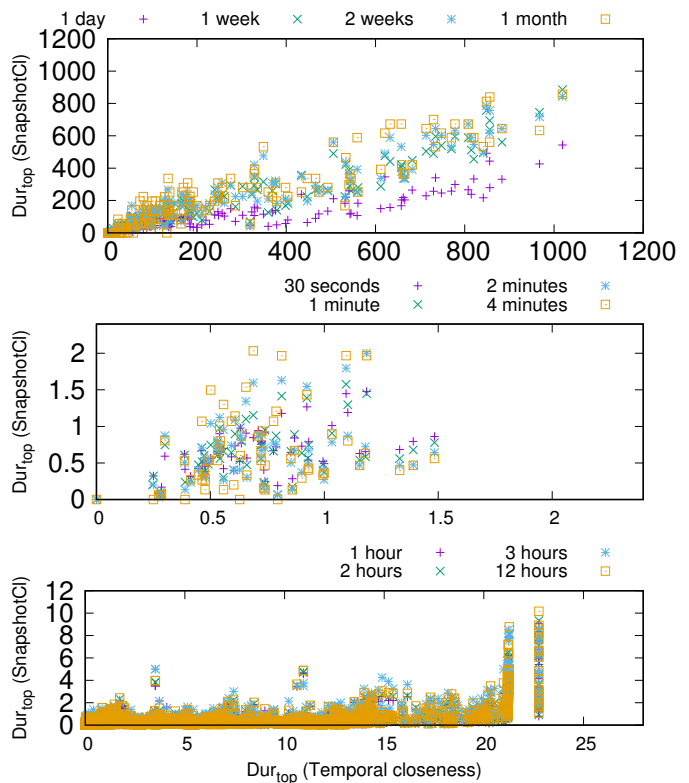 1 day 1 week 2 weeks 1 month
1200
1000
800
600
400
200
0
0 200 400 600 800 1000 1200
Dur_top (SnapshotCl)
30 seconds 2 minutes
1 minute 4 minutes
2
1.5
1
0.5
0
0 0.5 1 1.5 2
Dur_top (SnapshotCl)
1 hour 3 hours
2 hours 12 hours
12
10
8
6
4
2
0
0 5 10 15 20 25
Dur_top (SnapshotCl)
Dur_top (Temporal closeness)